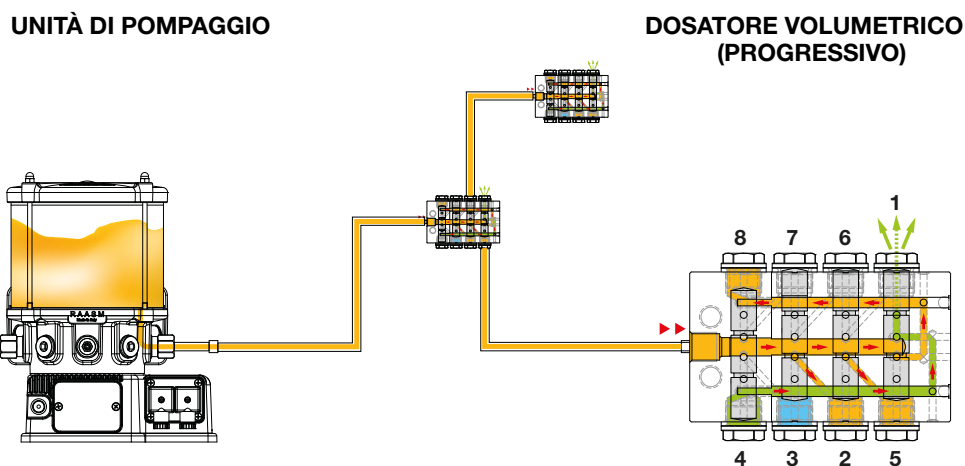 UNITÀ DI POMPAGGIO
DOSATORE VOLUMETRICO
(PROGRESSIVO)
1
8 7 6
RAASM
4 3 2 5